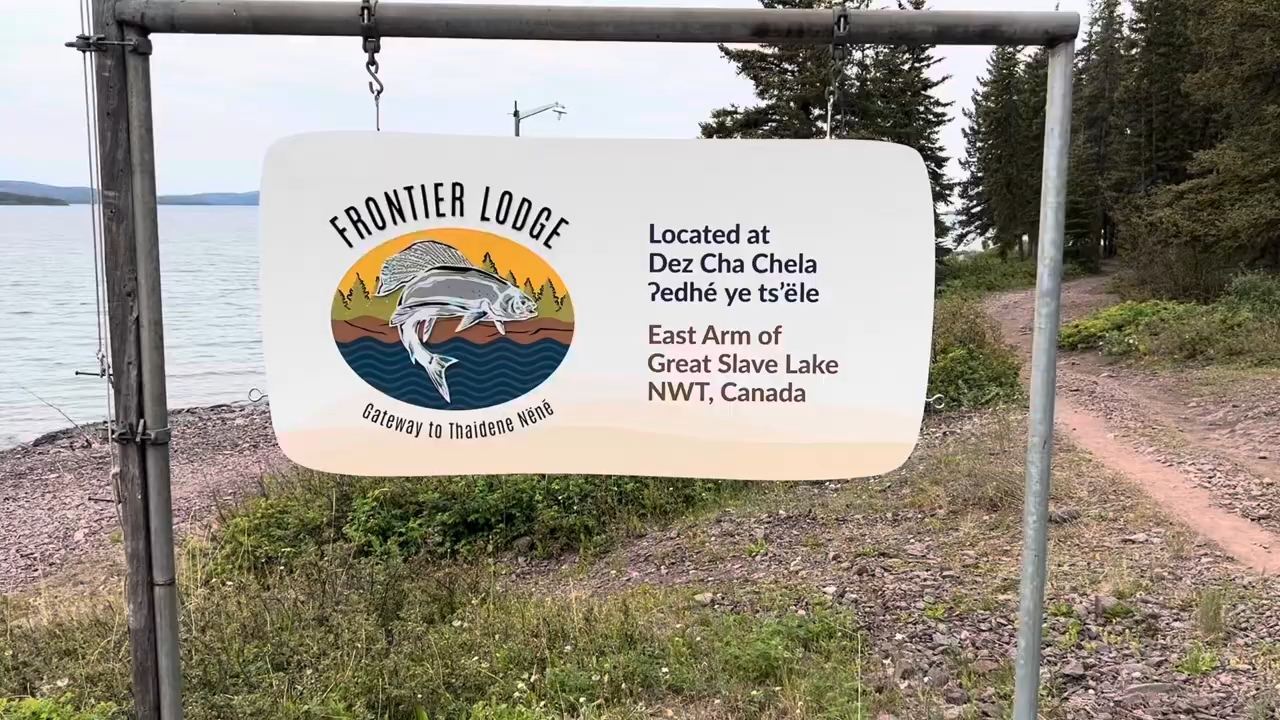 FRONTIER LODGE
Gateway to Thaidene Nëné
Located at
Dez Cha Chela
Ɂedhé ye ts’ële
East Arm of
Great Slave Lake
NWT, Canada